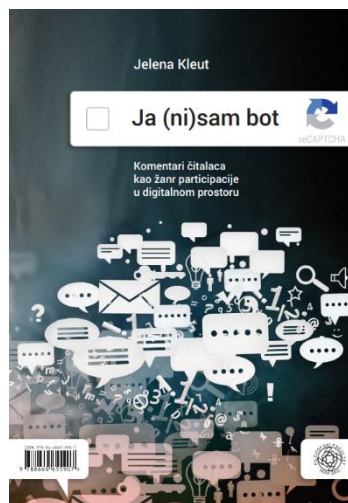 Jelena Kleut
Ja (ni)sam bot
reCAPTCHA
Komentari čitalaca
kao žanr participacije
u digitalnom prostoru